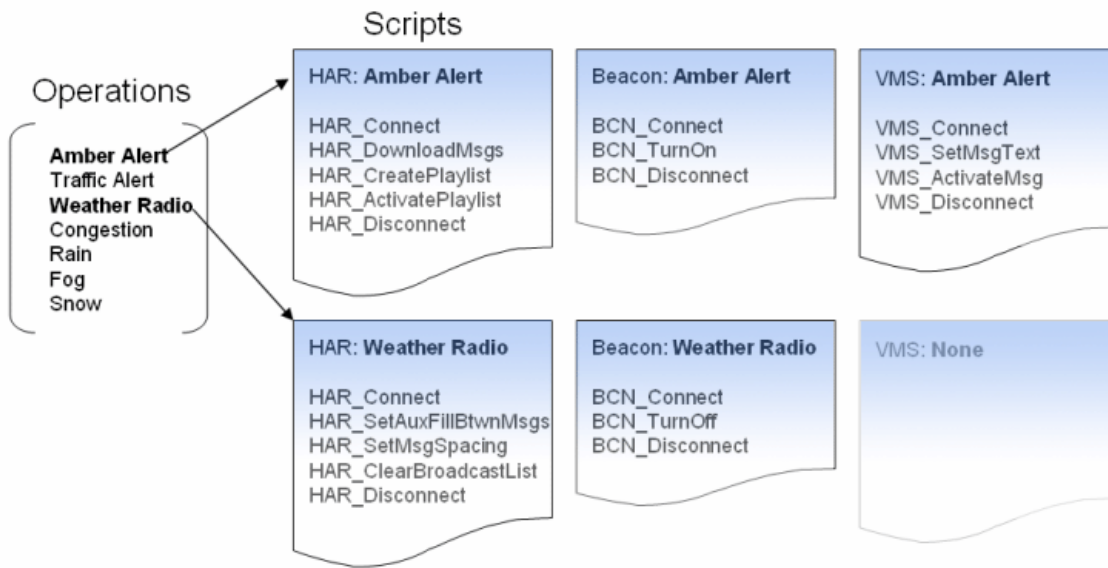 Scripts
Operations
Amber Alert
Traffic Alert
Weather Radio
Congestion
Rain
Fog
Snow
HAR: Amber Alert
HAR_Connect
HAR_DownloadMsgs
HAR_CreatePlaylist
HAR_ActivatePlaylist
HAR_Disconnect
Beacon: Amber Alert
BCN_Connect
BCN_TurnOn
BCN_Disconnect
VMS: Amber Alert
VMS_Connect
VMS_SetMsgText
VMS_ActivateMsg
VMS_Disconnect
HAR: Weather Radio
HAR_Connect
HAR_SetAuxFillBtwnMsgs
HAR_SetMsgSpacing
HAR_ClearBroadcastList
HAR_Disconnect
Beacon: Weather Radio
BCN_Connect
BCN_TurnOff
BCN_Disconnect
VMS: None